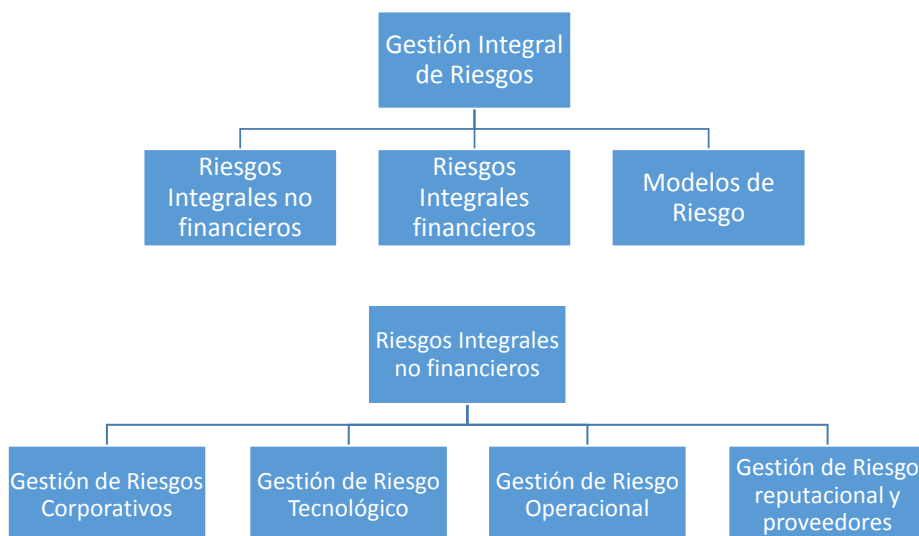 Gestión Integral
de Riesgos
Riesgos
Integrales no
financieros
Riesgos
Integrales
financieros
Modelos de
Riesgo
Riesgos Integrales
no financieros
Gestión de Riesgos
Corporativos
Gestión de Riesgo
Tecnológico
Gestión de Riesgo
Operacional
Gestión de Riesgo
reputacional y
proveedores